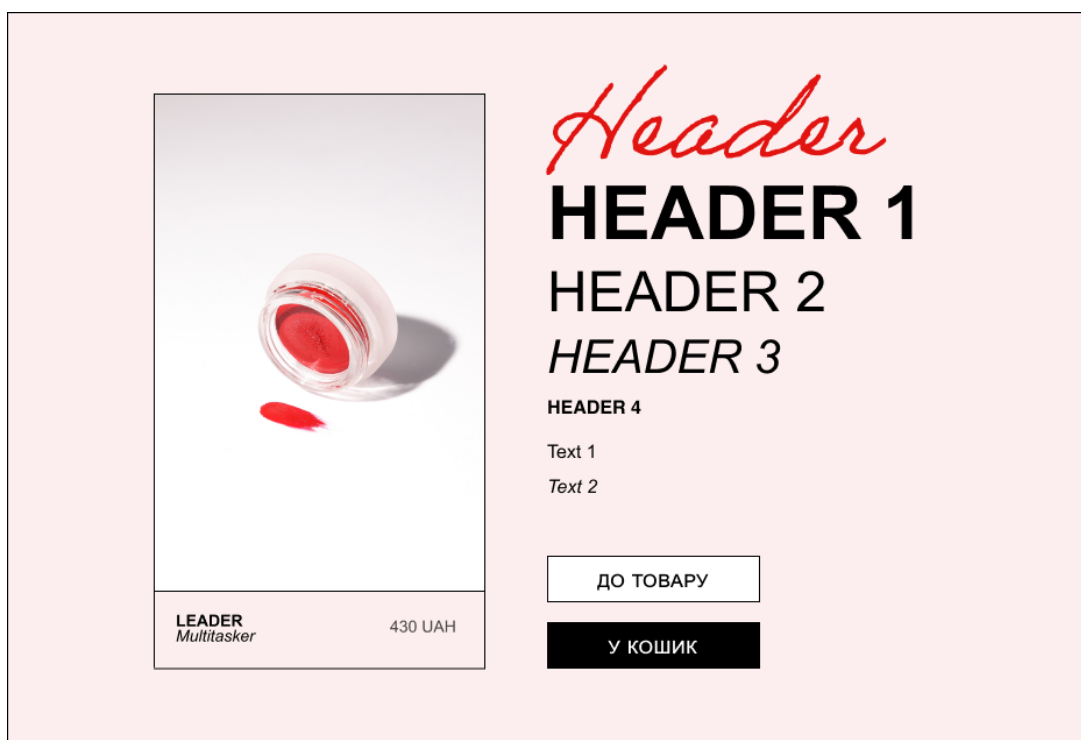 Header
HEADER 1
HEADER 2
HEADER 3
HEADER 4
Text 1
Text 2
ДО ТОВАРУ
У КОШИК
LEADER
Multitasker
430 UAH